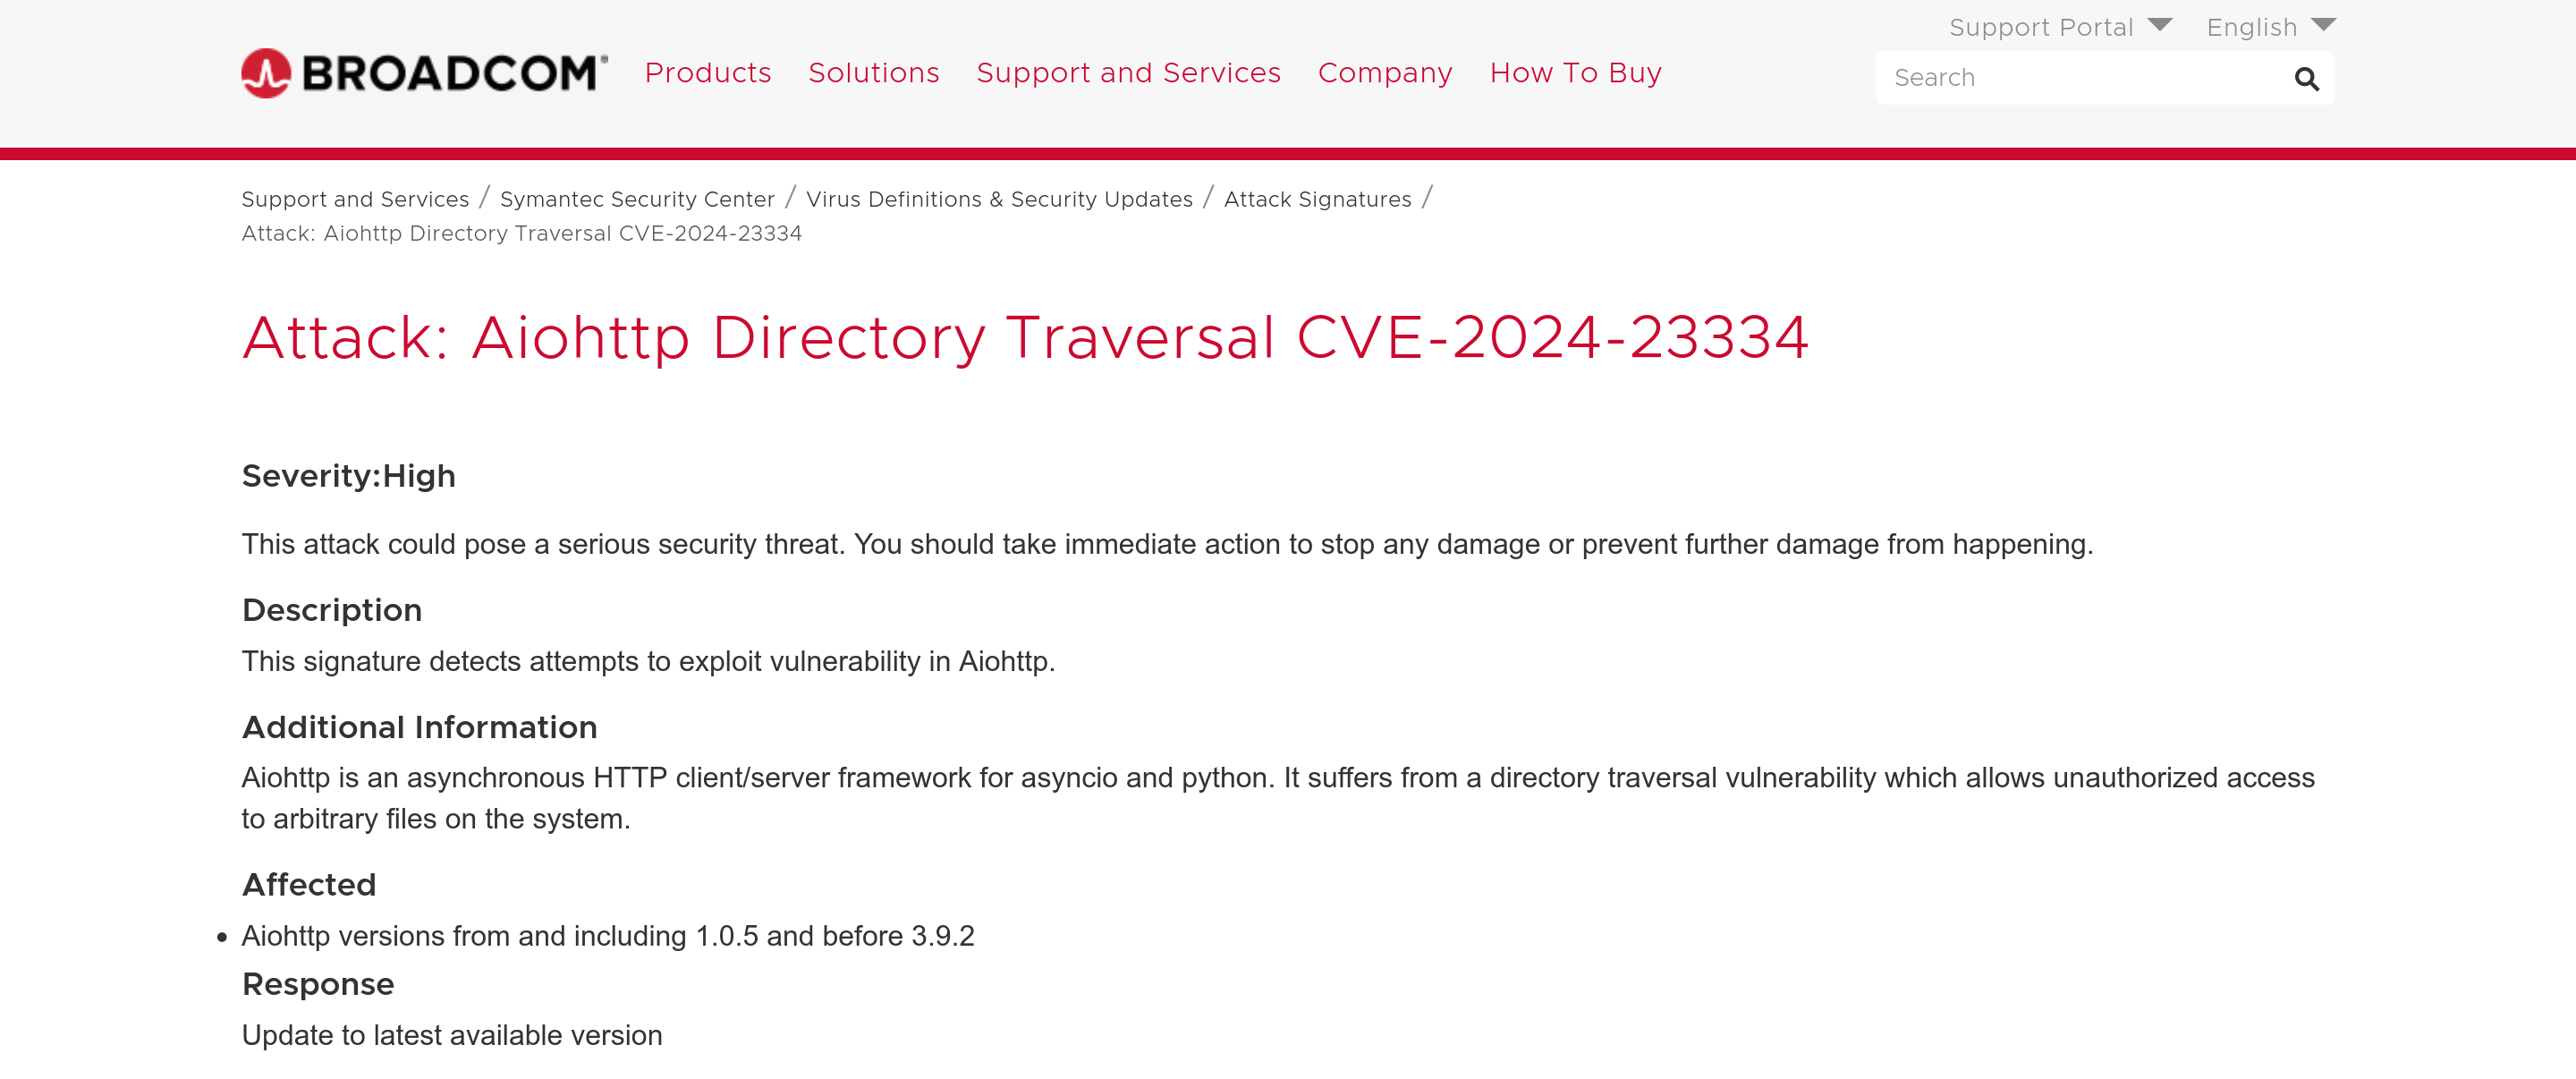 Support Portal English
BROADCOM® Products Solutions Support and Services Company How To Buy Search
Support and Services / Symantec Security Center / Virus Definitions & Security Updates / Attack Signatures /
Attack: Aiohttp Directory Traversal CVE-2024-23334
Attack: Aiohttp Directory Traversal CVE-2024-23334
Severity:High
This attack could pose a serious security threat. You should take immediate action to stop any damage or prevent further damage from happening.
Description
This signature detects attempts to exploit vulnerability in Aiohttp.
Additional Information
Aiohttp is an asynchronous HTTP client/server framework for asyncio and python. It suffers from a directory traversal vulnerability which allows unauthorized access
to arbitrary files on the system.
Affected
• Aiohttp versions from and including 1.0.5 and before 3.9.2
Response
Update to latest available version